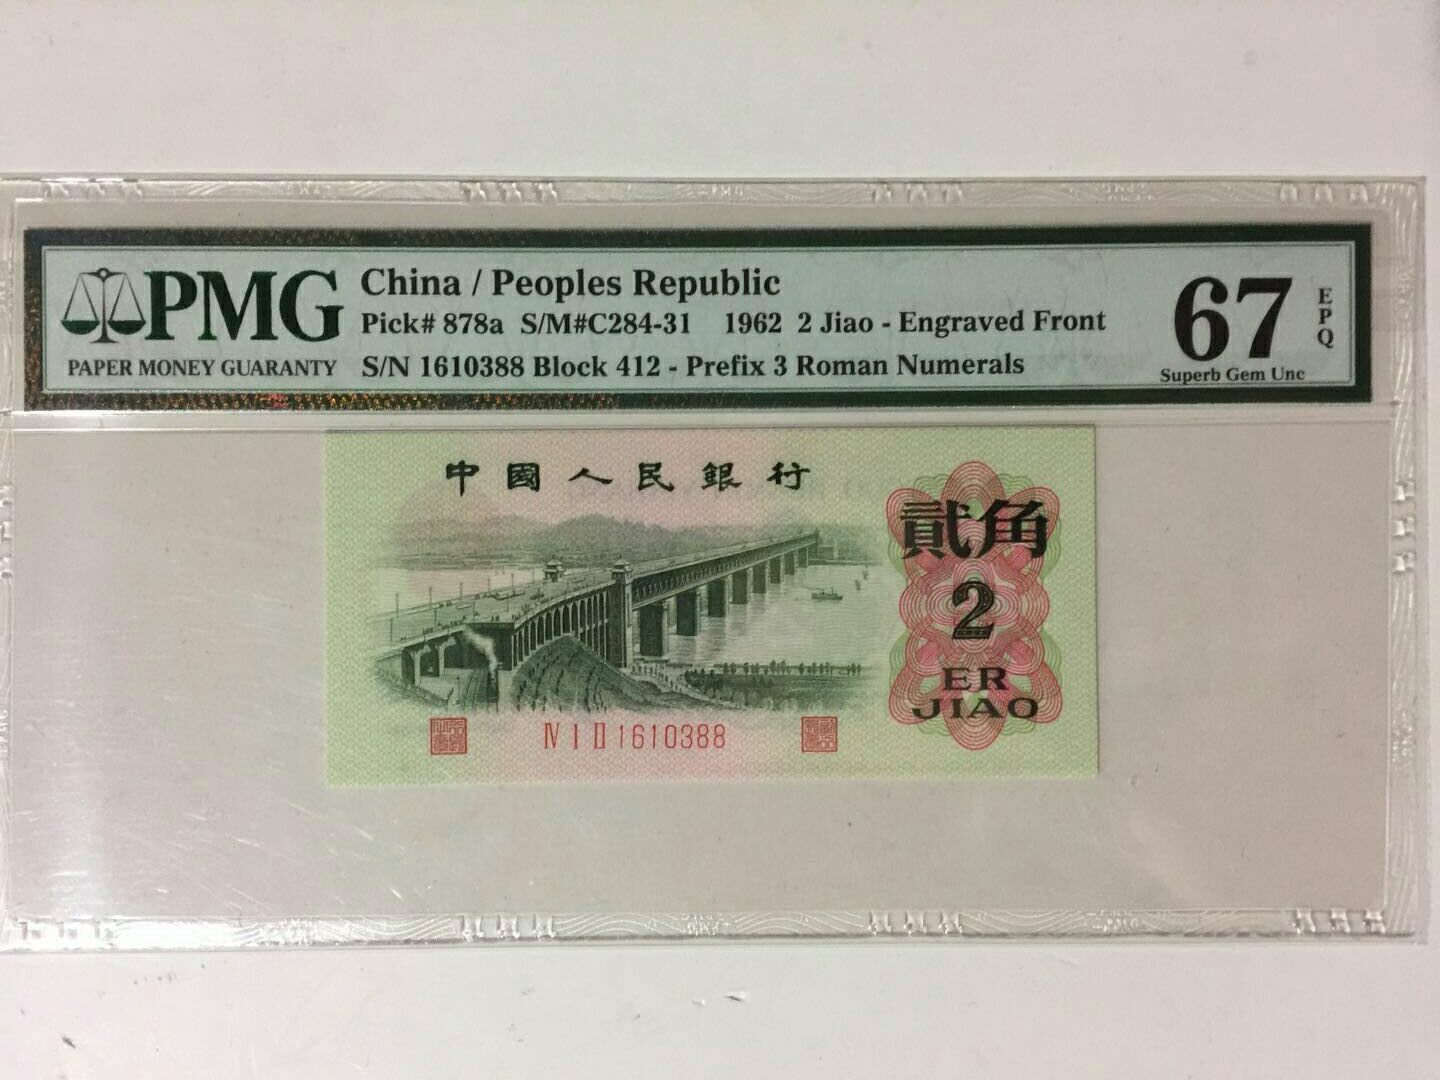 PMG
PAPER MONEY GUARANTY
China / Peoples Republic
Pick# 878a S/M#C284-31 1962 2 Jiao - Engraved Front
S/N 1610388 Block 412 - Prefix 3 Roman Numerals
67
EPQ
Superb Gem Unc
中國人民銀行
貳角
2
ER
JIAO
Ⅳ Ⅰ Ⅱ 1610388